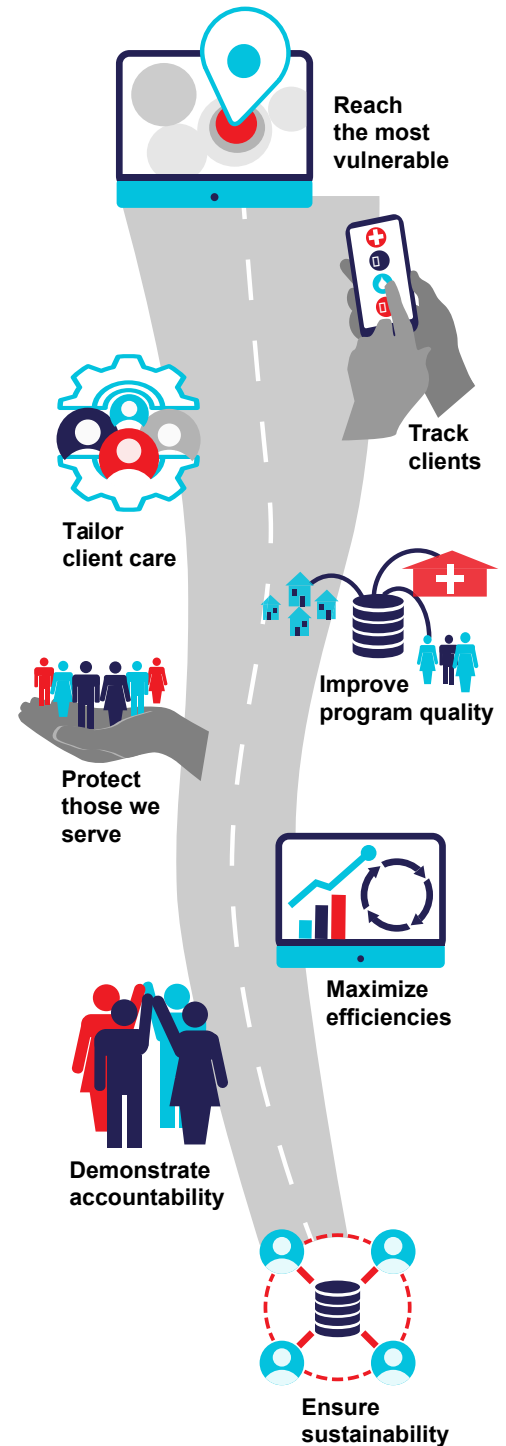 Reach
the most
vulnerable
Track
clients
Tailor
client care
Improve
program quality
Protect
those we
serve
Maximize
efficiencies
Demonstrate
accountability
Ensure
sustainability